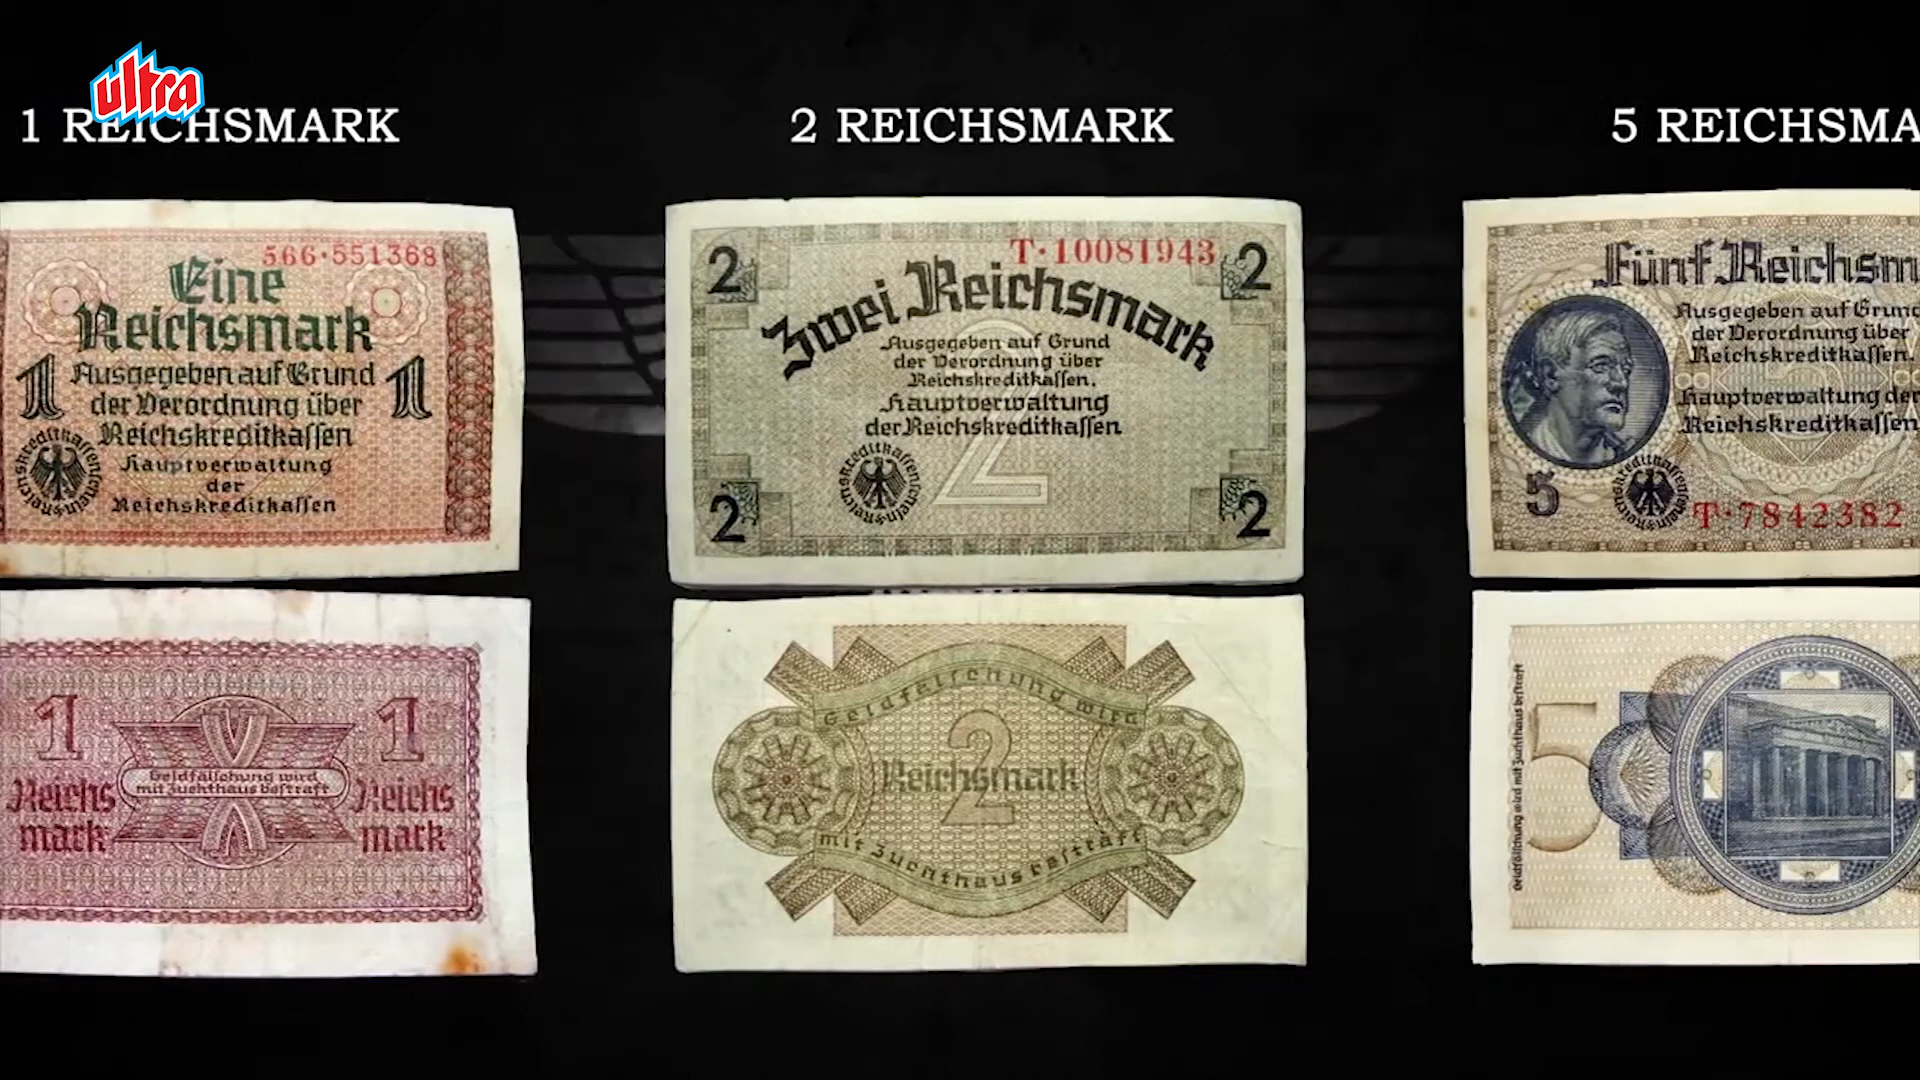 ultra
1 REICHSMARK
2 REICHSMARK
5 REICHSMA
566·551368
Eine
Reichsmark
1 Ausgegeben auf Grund 1
der Verordnung über
Reichskreditkassen
Hauptverwaltung
der
Reichskreditkassen
2 T·10081943 2
Zwei Reichsmark
Ausgegeben auf Grund
der Verordnung über
Reichskreditkassen.
Hauptverwaltung
der Reichskreditkassen
2
2 2
Fünf Reichsm
Ausgegeben auf Grund
der Verordnung über
Reichskreditkassen.
Hauptverwaltung der
Reichskreditkassen
5
T·7842382
1 1
Geldfälschung wird
mit Zuchthaus bestraft
Reichs mark
Reichs mark
Geldfälschung wird
2
Reichsmark
mit Zuchthaus bestraft
Geldfälschung wird mit Zuchthaus bestraft
5